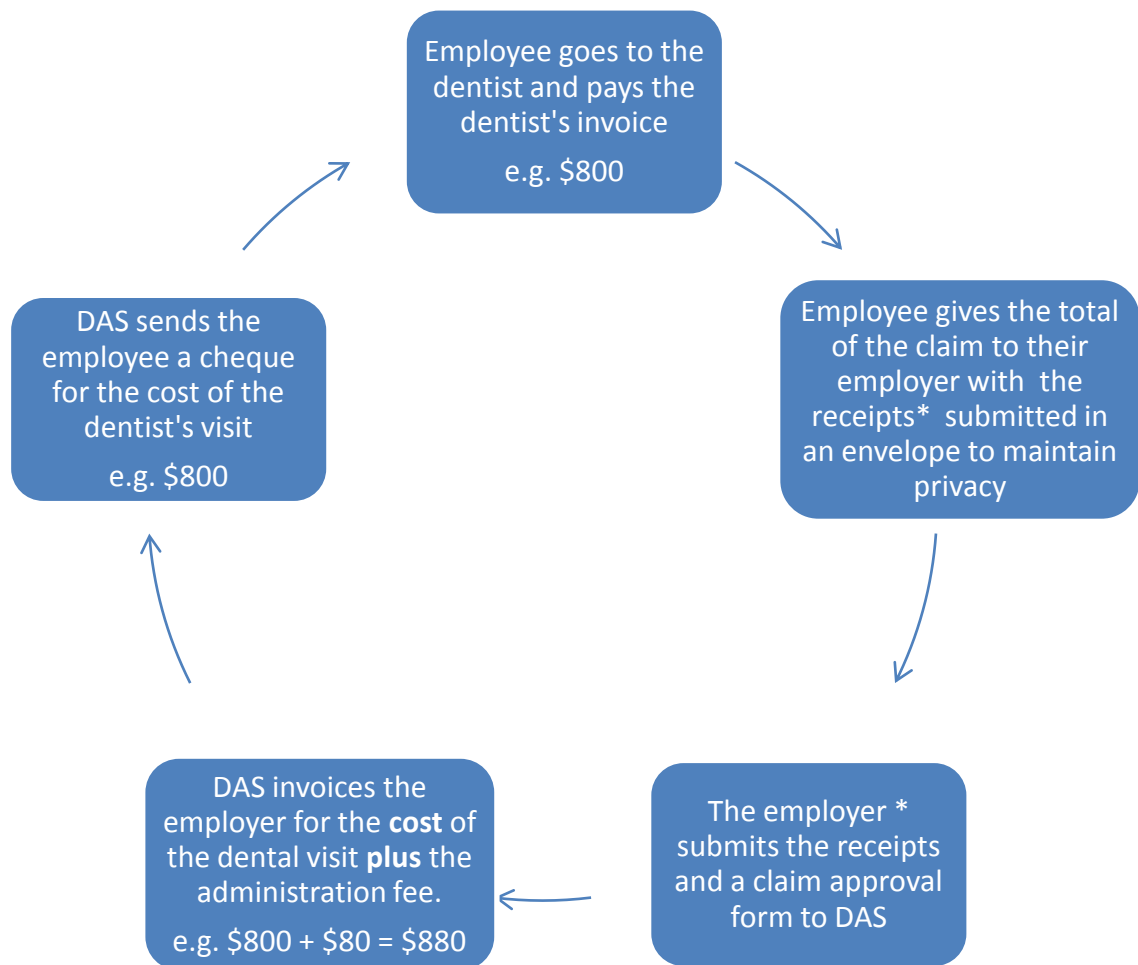 Employee goes to the
dentist and pays the
dentist's invoice
e.g. $800
Employee gives the total
of the claim to their
employer with the
receipts* submitted in
an envelope to maintain
privacy
The employer *
submits the receipts
and a claim approval
form to DAS
DAS invoices the
employer for the cost of
the dental visit plus the
administration fee.
e.g. $800 + $80 = $880
DAS sends the
employee a cheque
for the cost of the
dentist's visit
e.g. $800